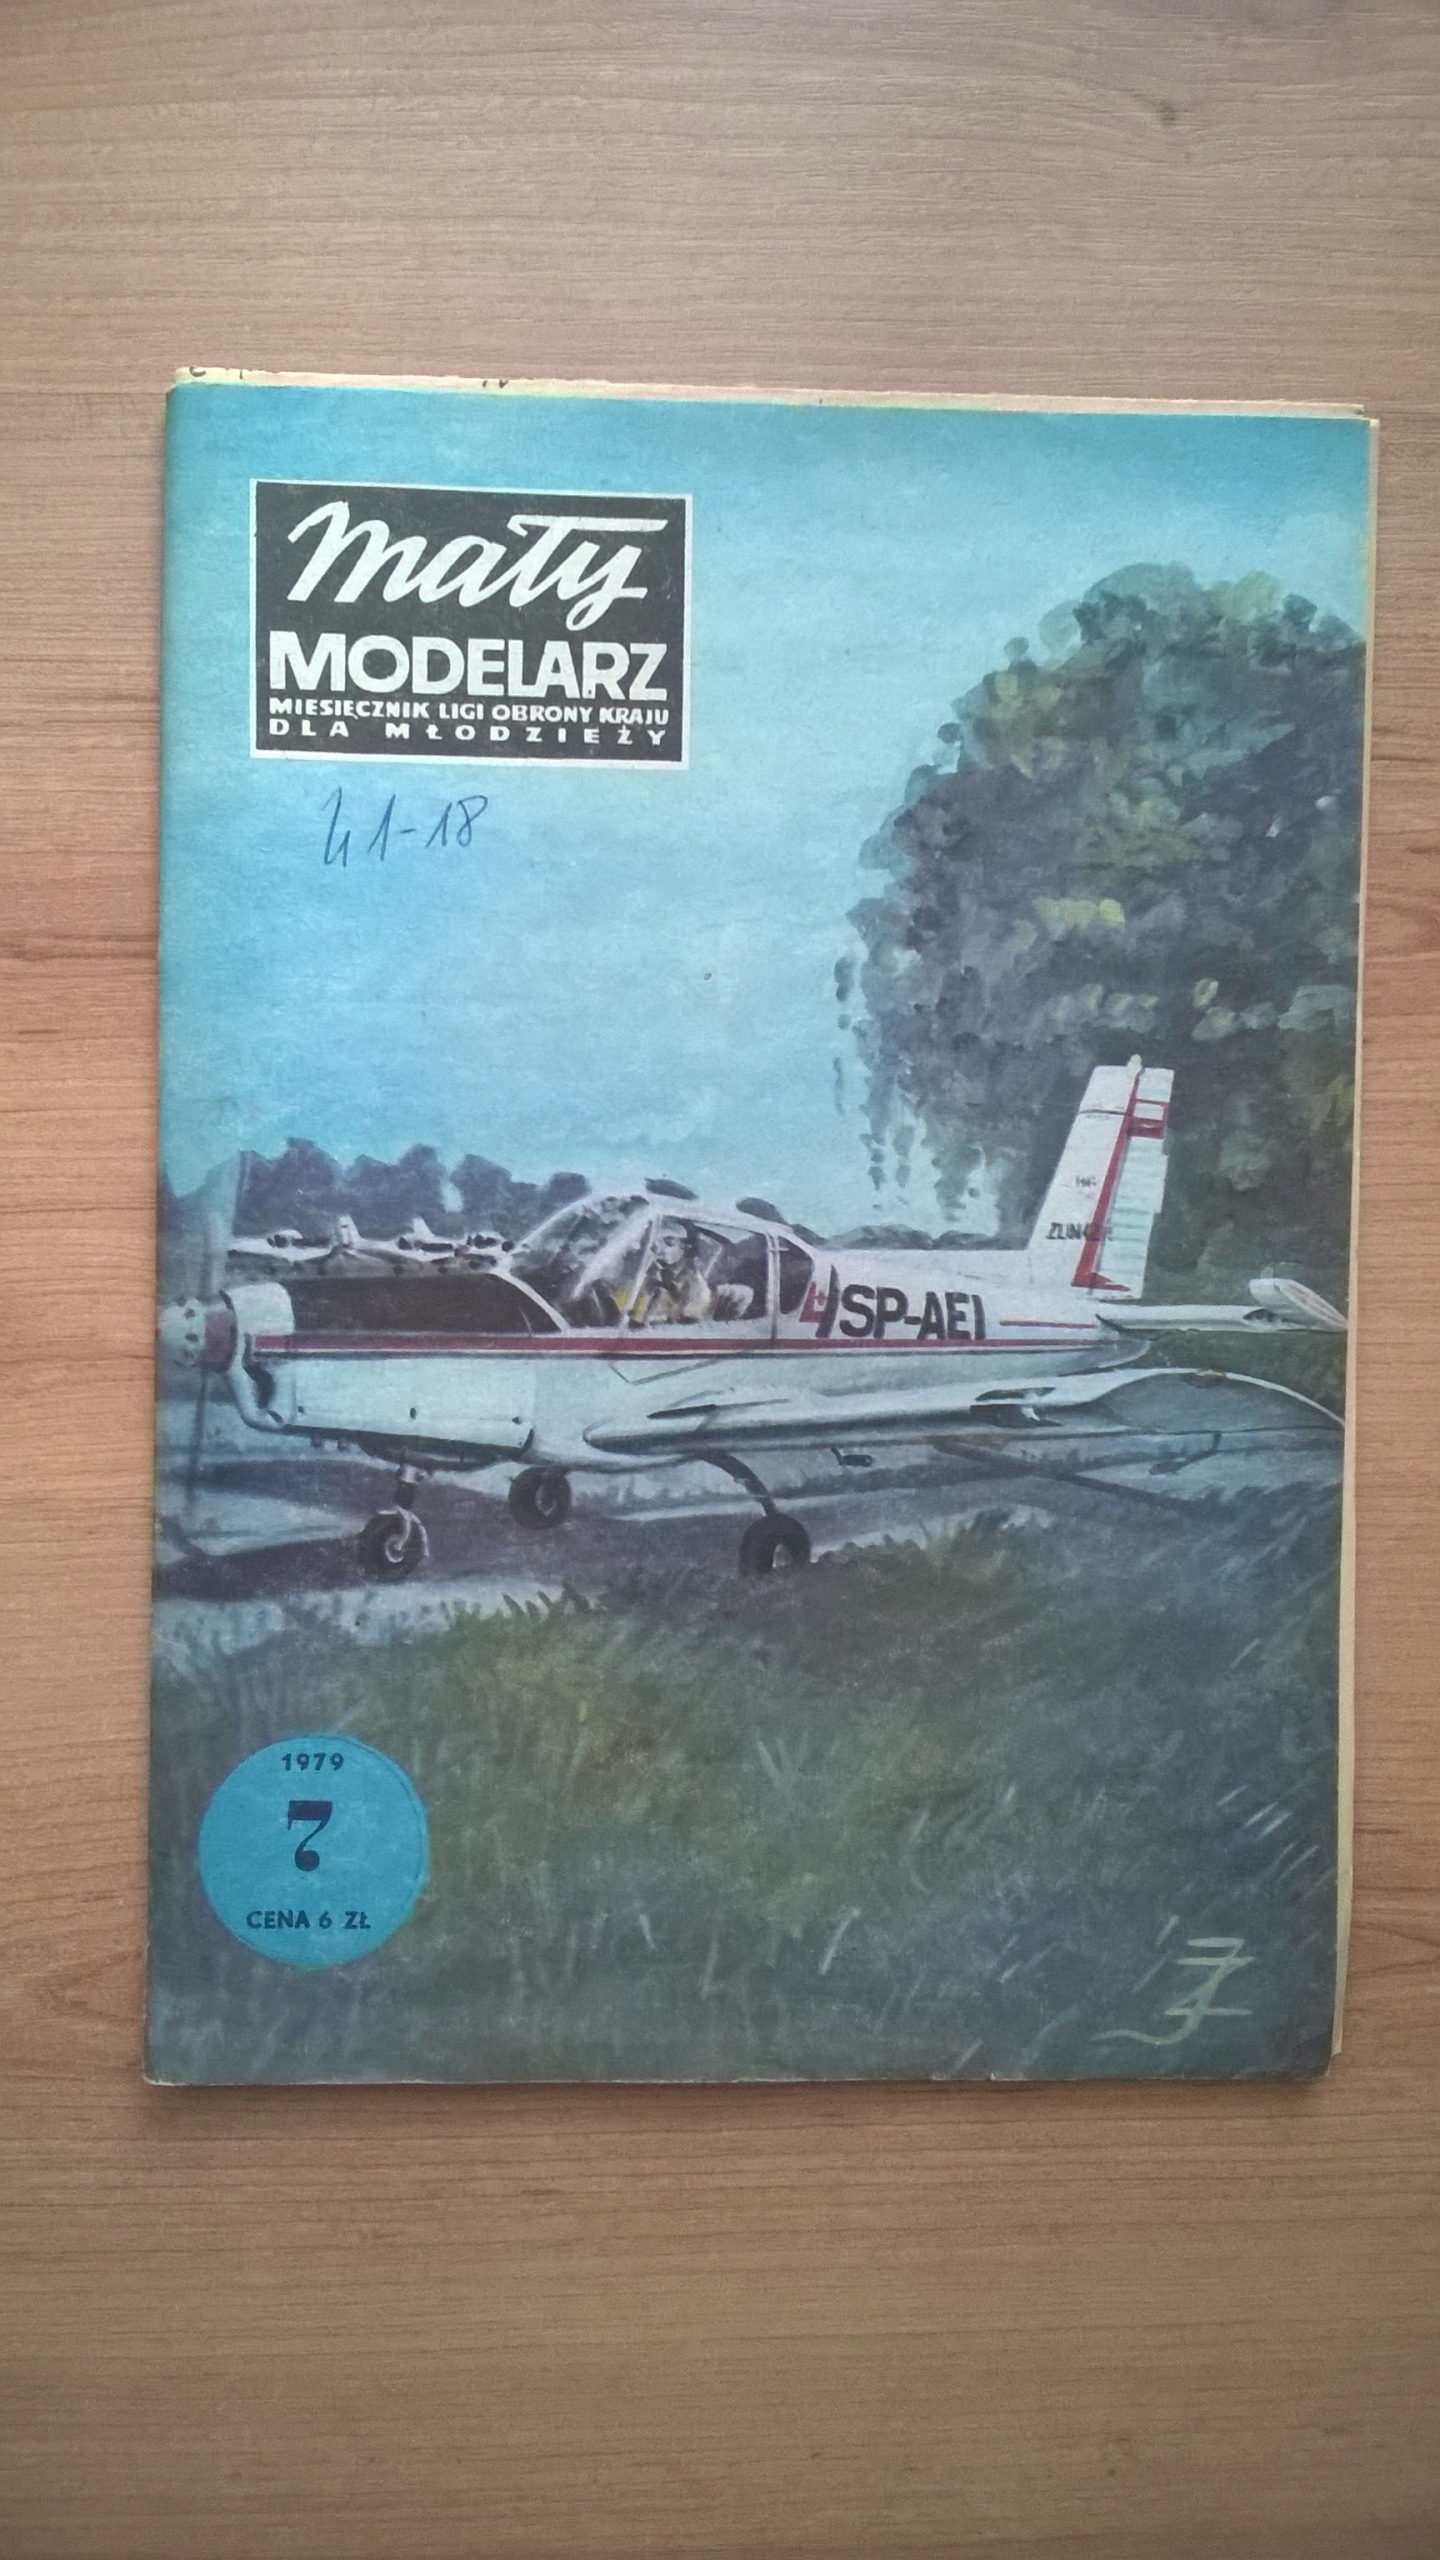 Mały
MODELARZ
MIESIĘCZNIK LIGI OBRONY KRAJU
DLA MŁODZIEŻY
41-18
SP-AEI
1979
7
CENA 6 ZŁ